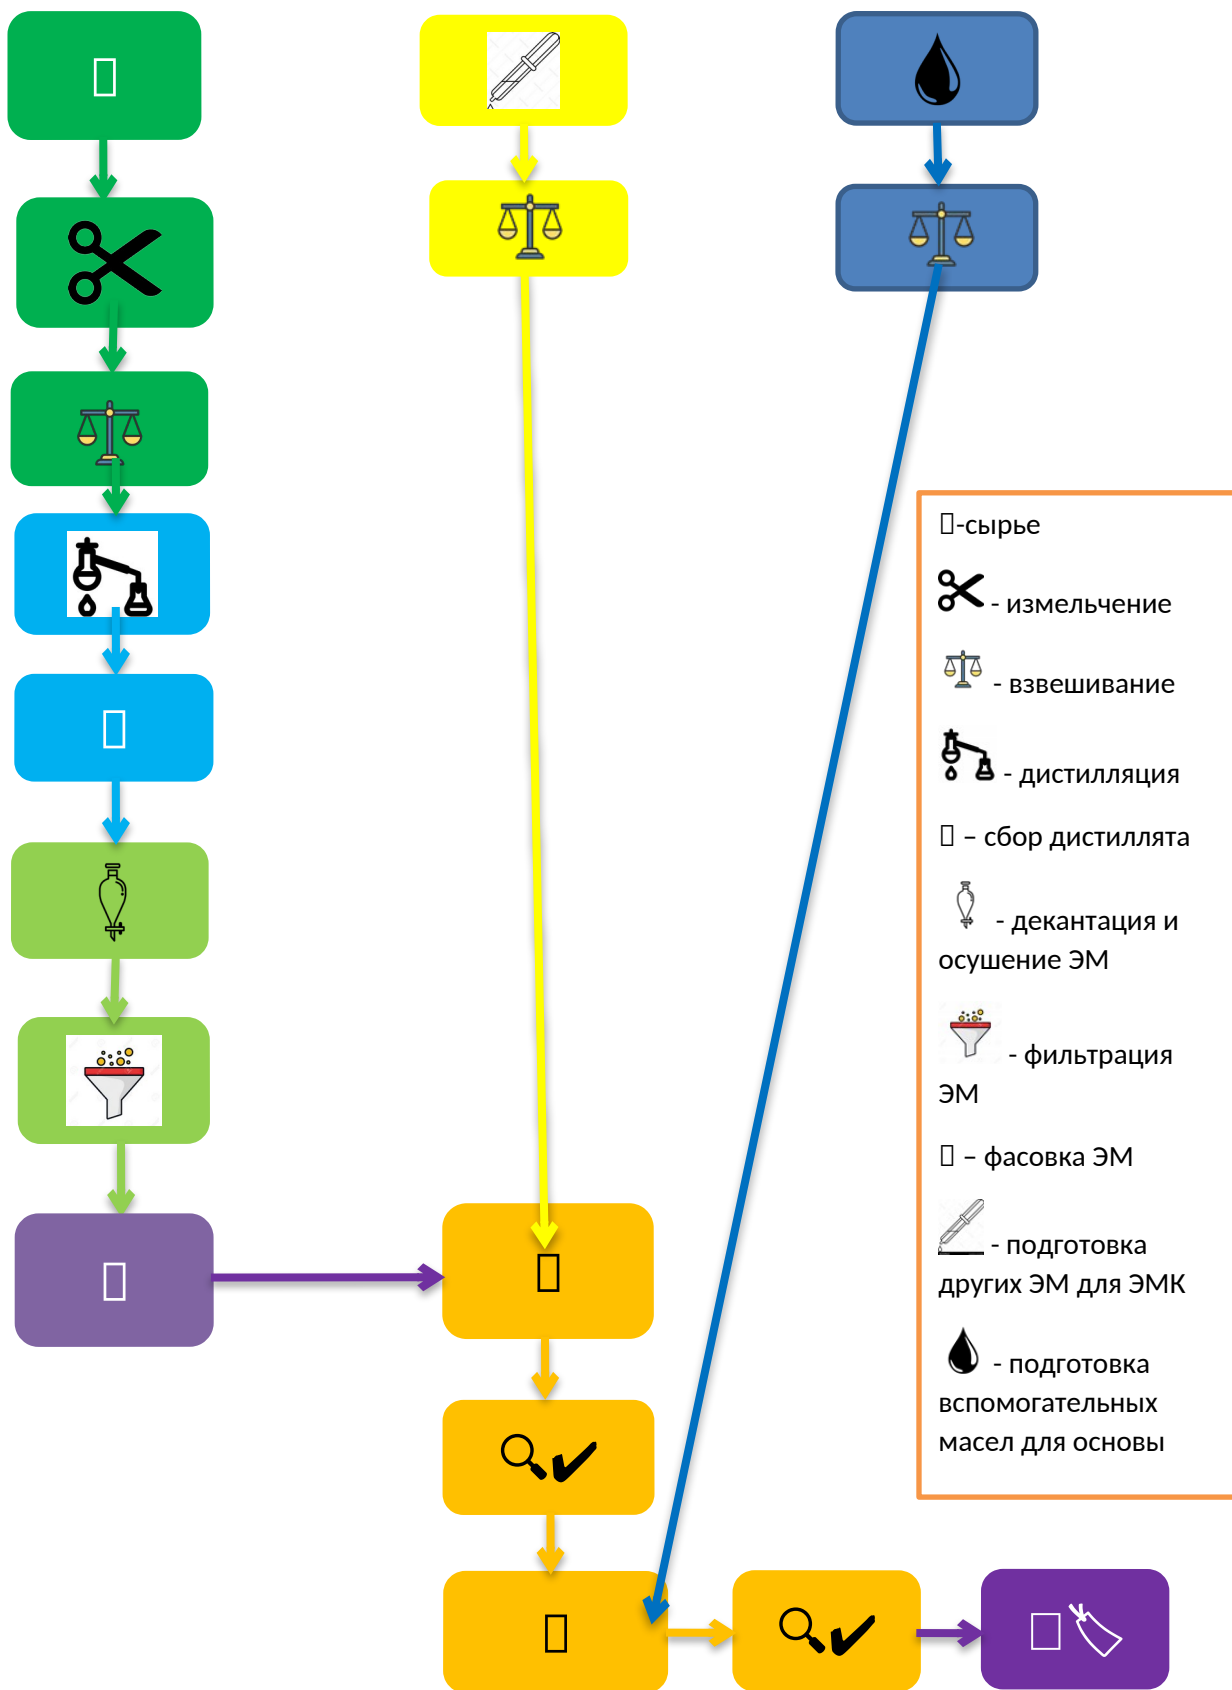 -сырье
- измельчение
- взвешивание
- дистилляция
– сбор дистиллята
- декантация и
осушение ЭМ
- фильтрация
ЭМ
– фасовка ЭМ
- подготовка
других ЭМ для ЭМК
- подготовка
вспомогательных
масел для основы